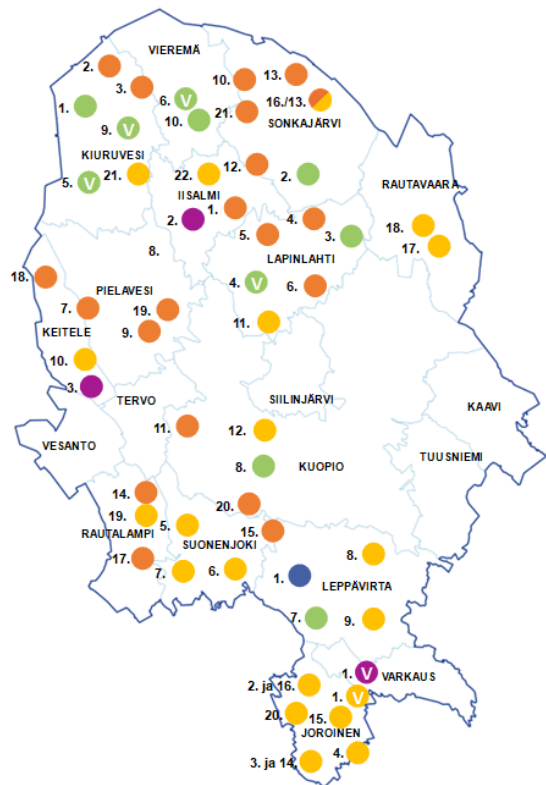 VIEREMÄ
2.
3.
10.
13.
1.
6. V
16./13.
9. V
10.
21.
SONKAJÄRVI
KIURUVESI
12.
5. V
21.
22.
2.
RAUTAVAARA
IISALMI
1.
2.
4.
18.
5.
3.
17.
8.
LAPINLAHTI
18.
PIELAVESI
4. V
6.
7.
19.
11.
KEITELE
9.
10.
3.
TERVO
SIILINJÄRVI
KAAVI
11.
12.
VESANTO
TUUSNIEMI
8.
KUOPIO
14.
19.
20.
RAUTALAMPI
5.
15.
SUONENJOKI
17.
7.
6.
8.
1.
LEPPÄVIRTA
7.
9.
1. V
VARKAUS
2. ja 16.
1. V
20.
15.
JOROINEN
3. ja 14.
4.